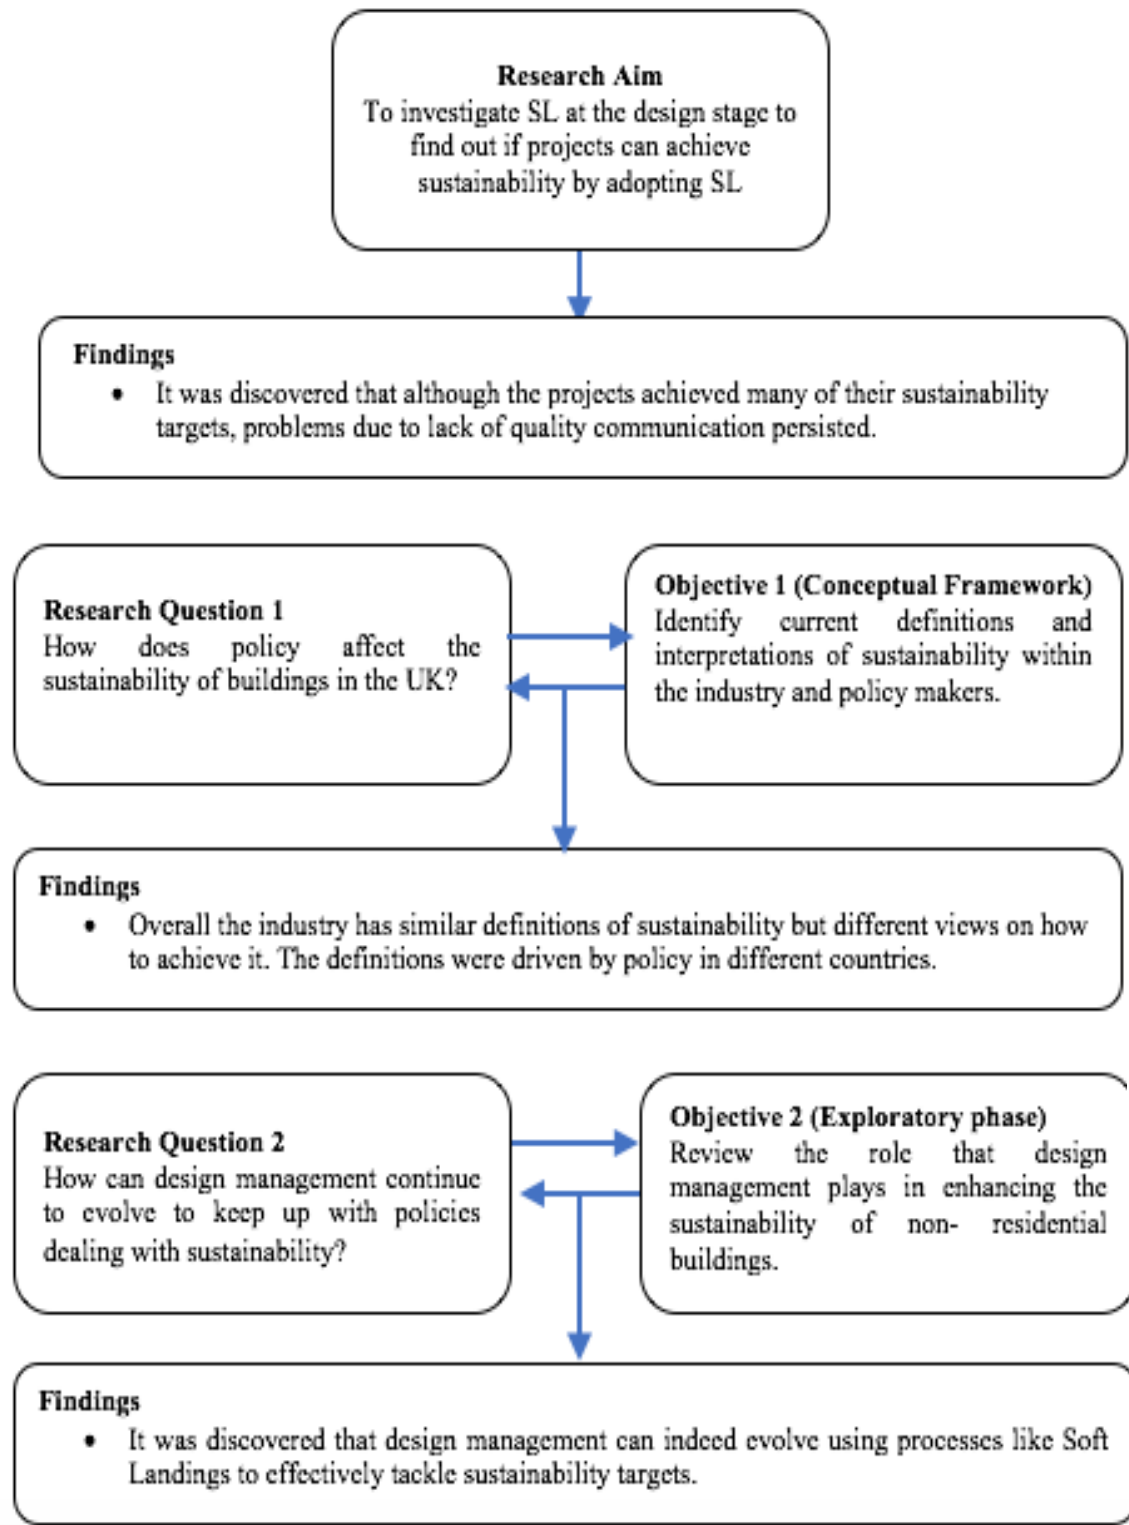 Research Aim
To investigate SL at the design stage to
find out if projects can achieve
sustainability by adopting SL
Findings
• It was discovered that although the projects achieved many of their sustainability
targets, problems due to lack of quality communication persisted.
Research Question 1
How does policy affect the
sustainability of buildings in the UK?
Objective 1 (Conceptual Framework)
Identify current definitions and
interpretations of sustainability within
the industry and policy makers.
Findings
• Overall the industry has similar definitions of sustainability but different views on how
to achieve it. The definitions were driven by policy in different countries.
Research Question 2
How can design management continue
to evolve to keep up with policies
dealing with sustainability?
Objective 2 (Exploratory phase)
Review the role that design
management plays in enhancing the
sustainability of non- residential
buildings.
Findings
• It was discovered that design management can indeed evolve using processes like Soft
Landings to effectively tackle sustainability targets.